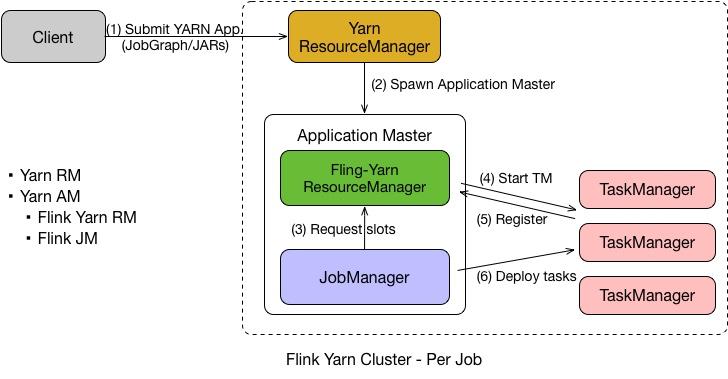 Client
(1) Submit YARN App
(JobGraph/JARs)
Yarn
ResourceManager
(2) Spawn Application Master
Application Master
Fling-Yarn
ResourceManager
(3) Request slots
JobManager
(4) Start TM
(5) Register
(6) Deploy tasks
TaskManager
TaskManager
TaskManager
▪ Yarn RM
▪ Yarn AM
▪ Flink Yarn RM
▪ Flink JM
Flink Yarn Cluster - Per Job